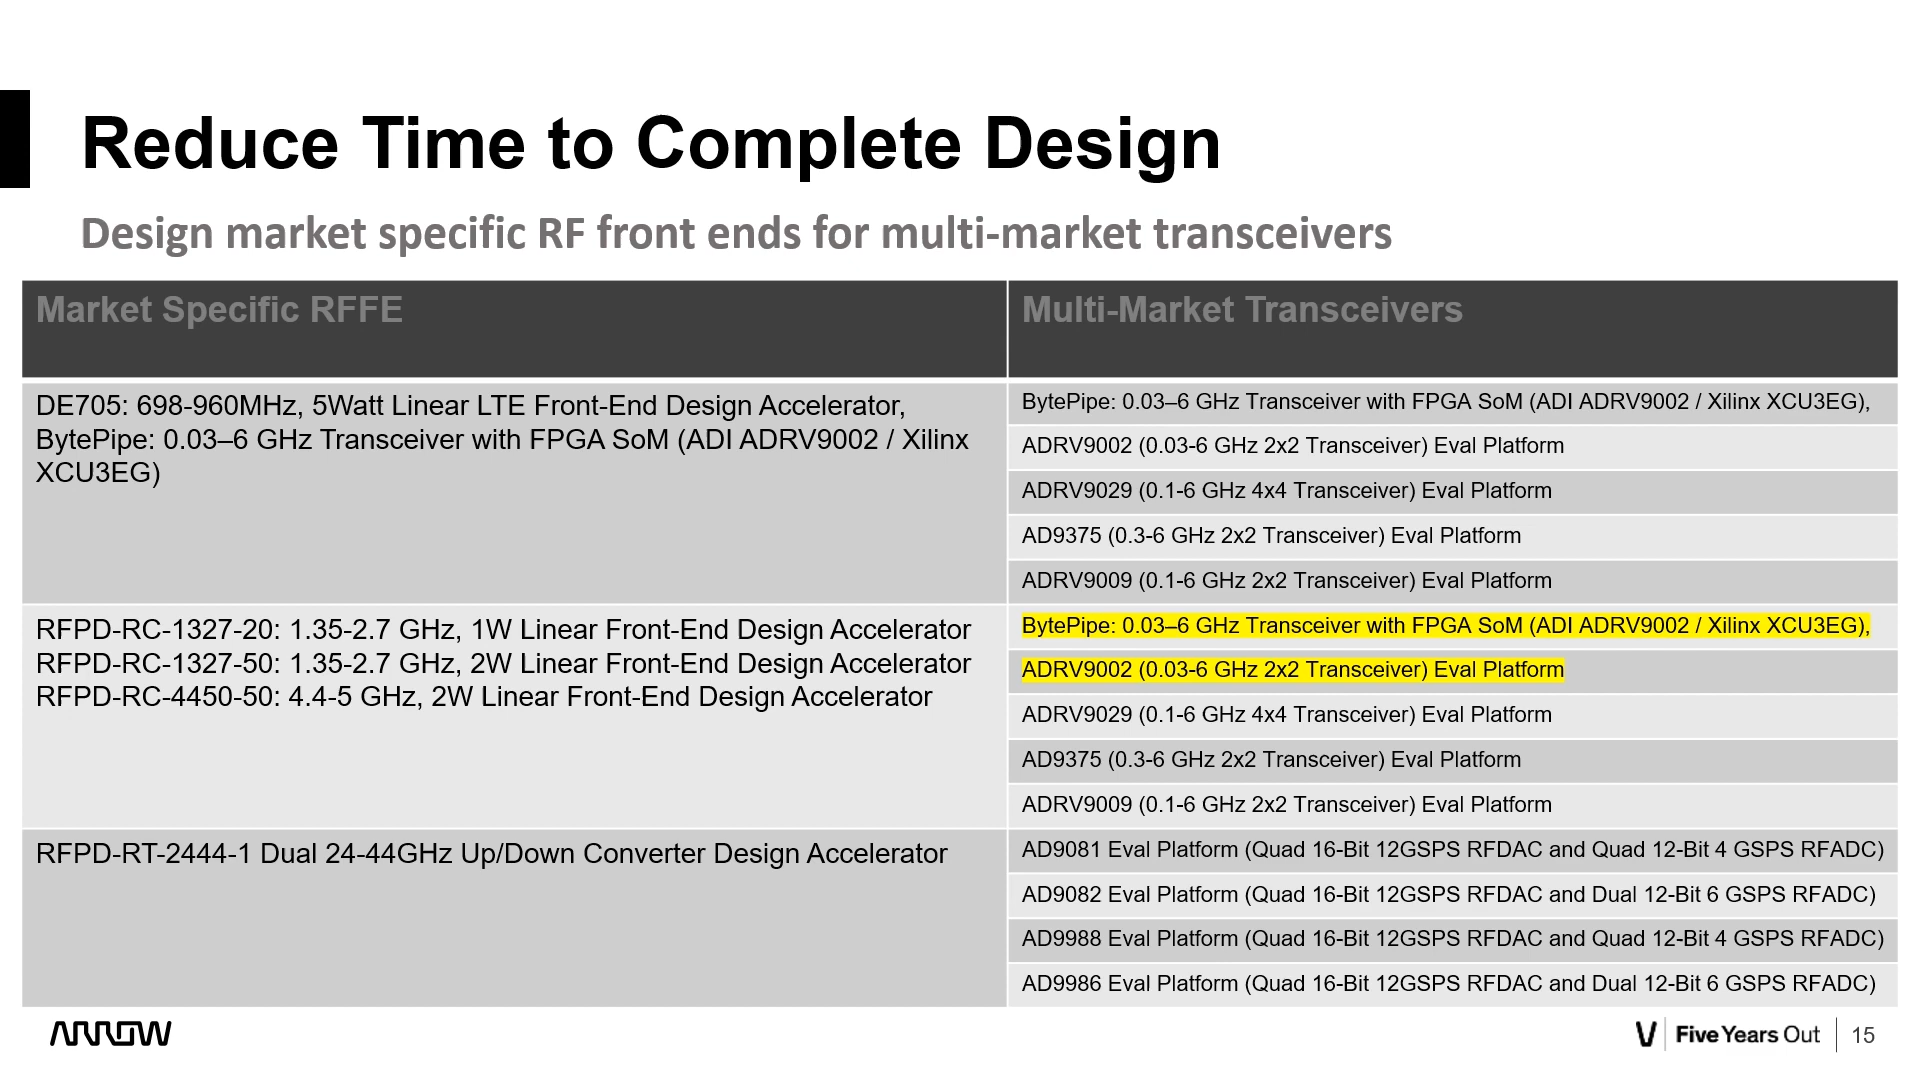 Reduce Time to Complete Design
Design market specific RF front ends for multi-market transceivers
Market Specific RFFE
Multi-Market Transceivers
DE705: 698-960MHz, 5Watt Linear LTE Front-End Design Accelerator,
BytePipe: 0.03–6 GHz Transceiver with FPGA SoM (ADI ADRV9002 / Xilinx
XCU3EG)
BytePipe: 0.03–6 GHz Transceiver with FPGA SoM (ADI ADRV9002 / Xilinx XCU3EG),
ADRV9002 (0.03-6 GHz 2x2 Transceiver) Eval Platform
ADRV9029 (0.1-6 GHz 4x4 Transceiver) Eval Platform
AD9375 (0.3-6 GHz 2x2 Transceiver) Eval Platform
ADRV9009 (0.1-6 GHz 2x2 Transceiver) Eval Platform
RFPD-RC-1327-20: 1.35-2.7 GHz, 1W Linear Front-End Design Accelerator
RFPD-RC-1327-50: 1.35-2.7 GHz, 2W Linear Front-End Design Accelerator
RFPD-RC-4450-50: 4.4-5 GHz, 2W Linear Front-End Design Accelerator
BytePipe: 0.03–6 GHz Transceiver with FPGA SoM (ADI ADRV9002 / Xilinx XCU3EG),
ADRV9002 (0.03-6 GHz 2x2 Transceiver) Eval Platform
ADRV9029 (0.1-6 GHz 4x4 Transceiver) Eval Platform
AD9375 (0.3-6 GHz 2x2 Transceiver) Eval Platform
ADRV9009 (0.1-6 GHz 2x2 Transceiver) Eval Platform
RFPD-RT-2444-1 Dual 24-44GHz Up/Down Converter Design Accelerator
AD9081 Eval Platform (Quad 16-Bit 12GSPS RFDAC and Quad 12-Bit 4 GSPS RFADC)
AD9082 Eval Platform (Quad 16-Bit 12GSPS RFDAC and Dual 12-Bit 6 GSPS RFADC)
AD9988 Eval Platform (Quad 16-Bit 12GSPS RFDAC and Quad 12-Bit 4 GSPS RFADC)
AD9986 Eval Platform (Quad 16-Bit 12GSPS RFDAC and Dual 12-Bit 6 GSPS RFADC)
ARROW
Five Years Out
15